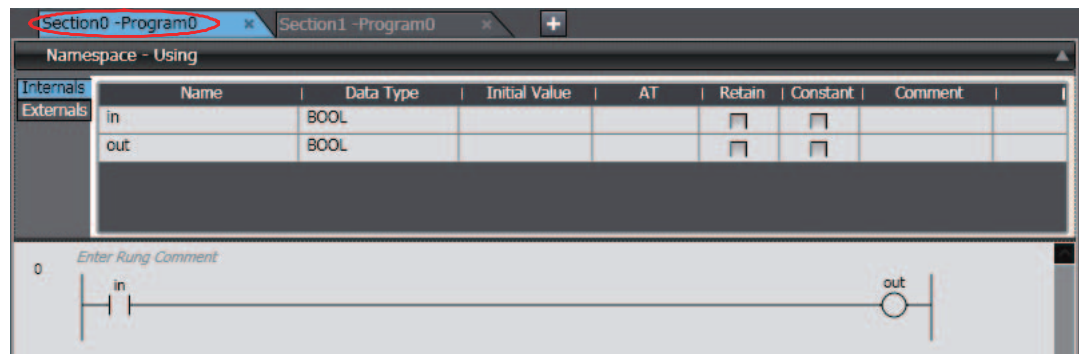 Section0 -Program0 × Section1 -Program0 × +
Namespace - Using
Internals
Externals
Name | Data Type | Initial Value | AT | Retain | Constant | Comment |
in BOOL
out BOOL
Enter Rung Comment
0
in out